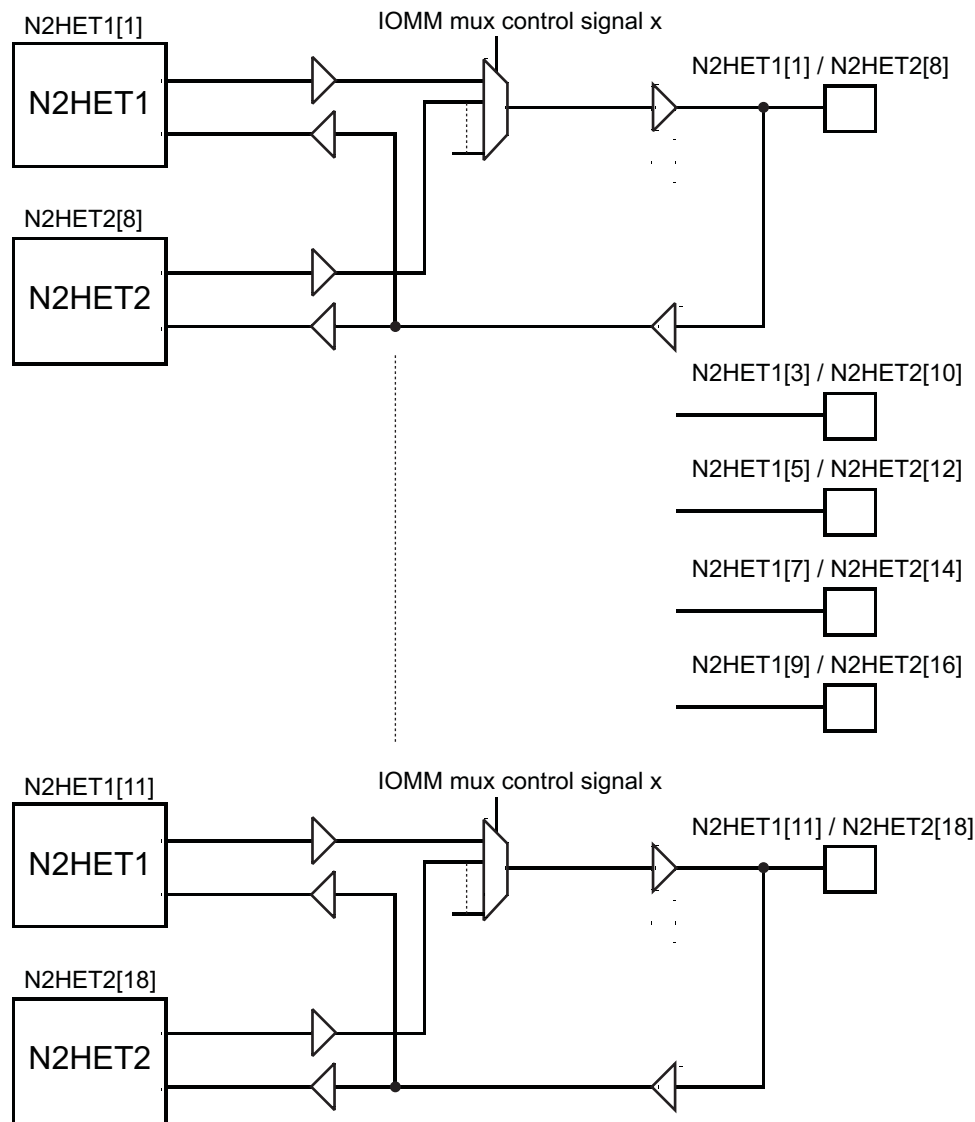 N2HET1[1]
IOMM mux control signal x
N2HET1
N2HET1[1] / N2HET2[8]
N2HET2[8]
N2HET2
N2HET1[3] / N2HET2[10]
N2HET1[5] / N2HET2[12]
N2HET1[7] / N2HET2[14]
N2HET1[9] / N2HET2[16]
N2HET1[11]
IOMM mux control signal x
N2HET1
N2HET1[11] / N2HET2[18]
N2HET2[18]
N2HET2